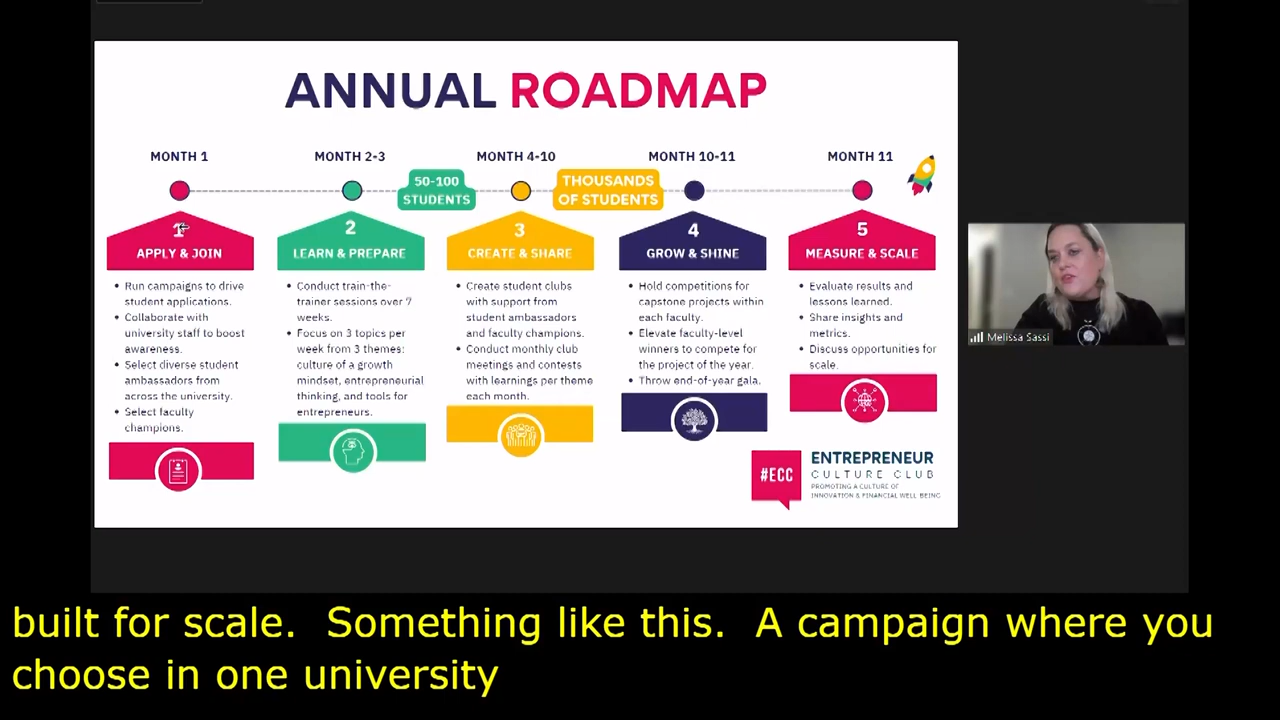 ANNUAL ROADMAP
MONTH 1
MONTH 2-3
MONTH 4-10
MONTH 10-11
MONTH 11
50-100
STUDENTS
THOUSANDS
OF STUDENTS
1
APPLY & JOIN
• Run campaigns to drive
student applications.
• Collaborate with
university staff to boost
awareness.
• Select diverse student
ambassadors from
across the university.
• Select faculty
champions.
2
LEARN & PREPARE
• Conduct train-the-
trainer sessions over 7
weeks.
• Focus on 3 topics per
week from 3 themes:
culture of a growth
mindset, entrepreneurial
thinking, and tools for
entrepreneurs.
3
CREATE & SHARE
• Create student clubs
with support from
student ambassadors
and faculty champions.
• Conduct monthly club
meetings and contests
with learnings per theme
each month.
4
GROW & SHINE
• Hold competitions for
capstone projects within
each faculty.
• Elevate faculty-level
winners to compete for
the project of the year.
• Throw end-of-year gala.
5
MEASURE & SCALE
• Evaluate results and
lessons learned.
• Share insights and
metrics.
• Discuss opportunities for
scale.
#ECC
ENTREPRENEUR
CULTURE CLUB
PROMOTING A CULTURE OF
INNOVATION & FINANCIAL WELL BEING
Melissa Sassi
built for scale.  Something like this.  A campaign where you
choose in one university